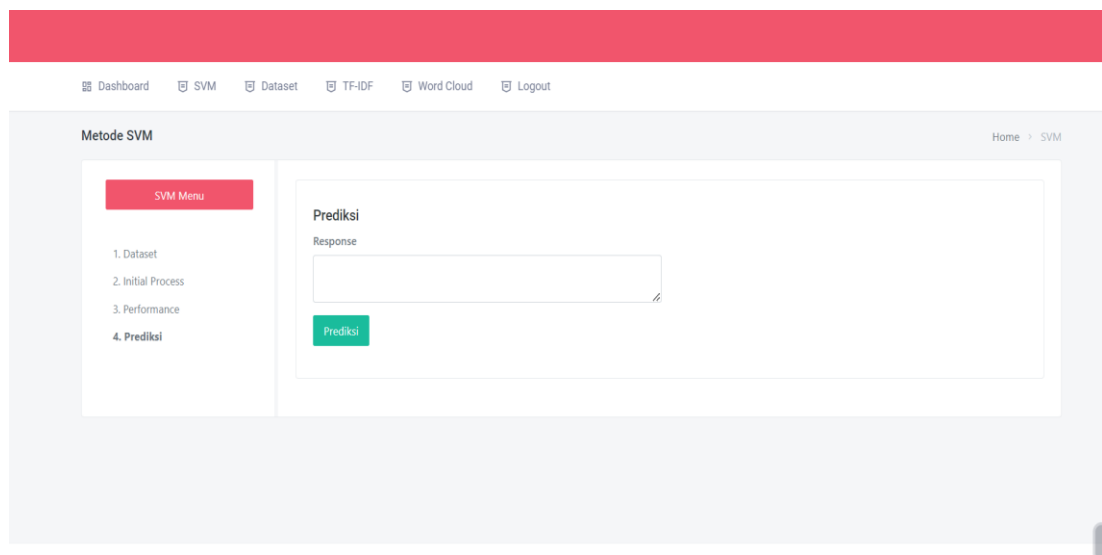 Dashboard SVM Dataset TF-IDF Word Cloud Logout
Metode SVM
Home > SVM
SVM Menu
1. Dataset
2. Initial Process
3. Performance
4. Prediksi
Prediksi
Response
Prediksi